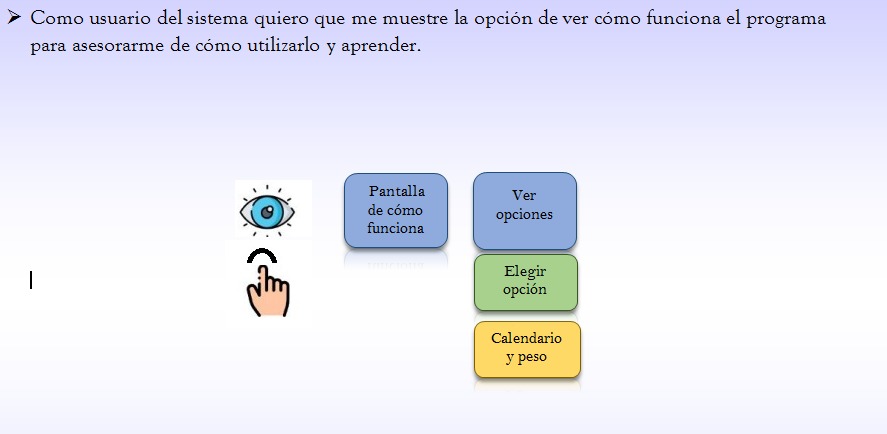 Como usuario del sistema quiero que me muestre la opción de ver cómo funciona el programa
para asesorarme de cómo utilizarlo y aprender.
Pantalla
de cómo
funciona
Ver
opciones
Elegir
opción
Calendario
y peso